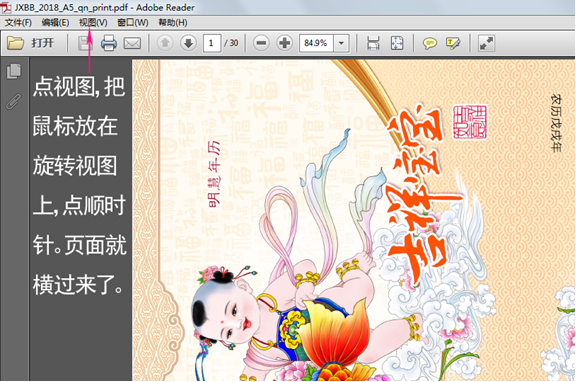 JXBB_2018_A5_qn_print.pdf - Adobe Reader
文件(F) 编辑(E) 视图(V) 窗口(W) 帮助(H)
打开 1 / 30 84.9%
点视图,把
鼠标放在
旋转视图
上,点顺时
针。页面就
横过来了。
明慧年历
吉祥宝宝
农历戊戌年